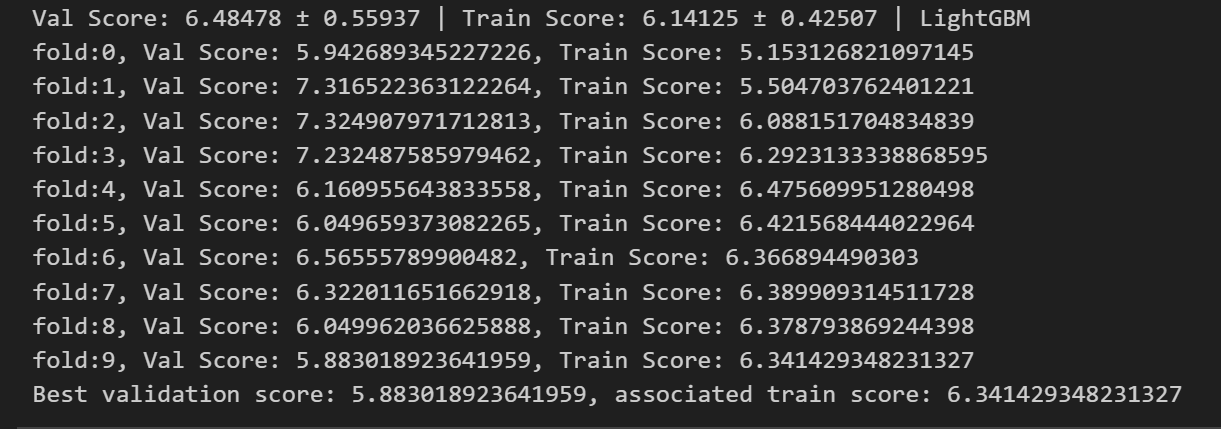 Val Score: 6.48478 ± 0.55937 | Train Score: 6.14125 ± 0.42507 | LightGBM
fold:0, Val Score: 5.942689345227226, Train Score: 5.153126821097145
fold:1, Val Score: 7.316522363122264, Train Score: 5.504703762401221
fold:2, Val Score: 7.324907971712813, Train Score: 6.088151704834839
fold:3, Val Score: 7.232487585979462, Train Score: 6.2923133338868595
fold:4, Val Score: 6.160955643833558, Train Score: 6.475609951280498
fold:5, Val Score: 6.049659373082265, Train Score: 6.421568444022964
fold:6, Val Score: 6.56555789900482, Train Score: 6.366894490303
fold:7, Val Score: 6.322011651662918, Train Score: 6.389909314511728
fold:8, Val Score: 6.049962036625888, Train Score: 6.378793869244398
fold:9, Val Score: 5.883018923641959, Train Score: 6.341429348231327
Best validation score: 5.883018923641959, associated train score: 6.341429348231327